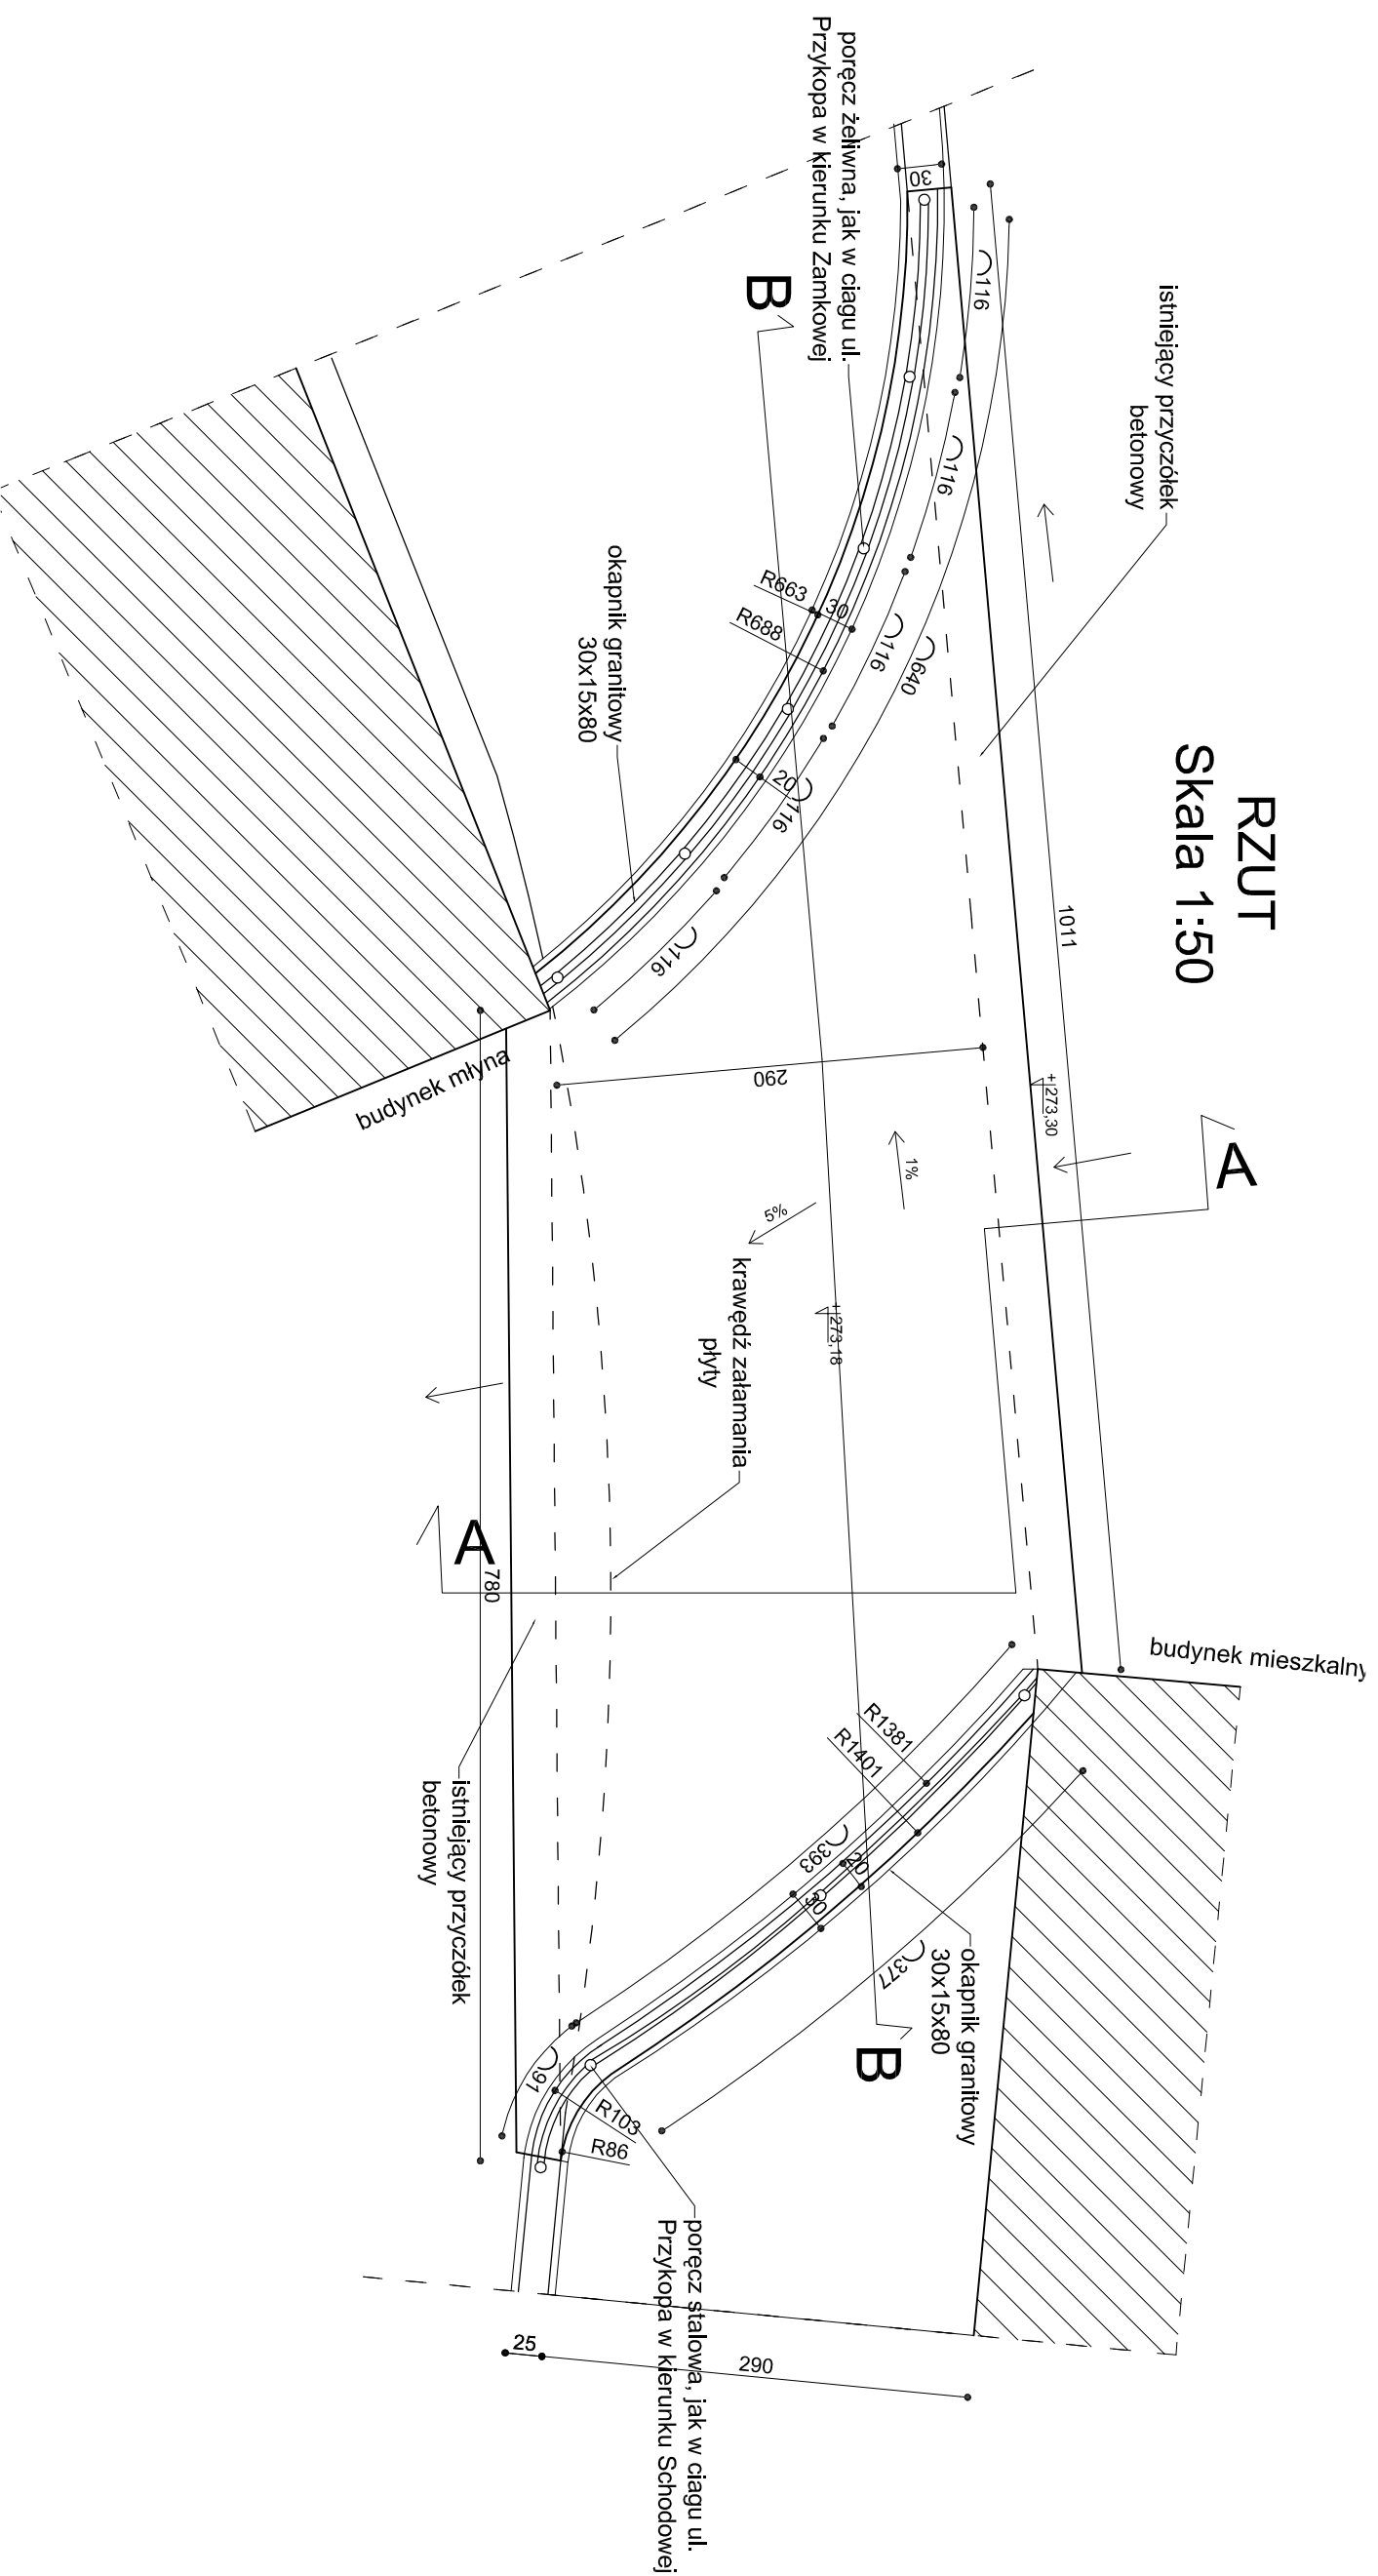 RZUT
Skala 1:50
poręcz żeliwna, jak w ciagu ul.
Przykopa w kierunku Zamkowej
istniejący przyczółek
betonowy
30
116
116
116
116
116
640
1011
B
R663
30
R688
20
okapnik granitowy
30x15x80
budynek młyna
290
+273,30
A
1%
5%
+273,18
krawędź załamania
płyty
A
780
budynek mieszkalny
istniejący przyczółek
betonowy
R1381
R1401
393
20
30
377
okapnik granitowy
30x15x80
B
91
R103
R86
poręcz stalowa, jak w ciagu ul.
Przykopa w kierunku Schodowej
25
290